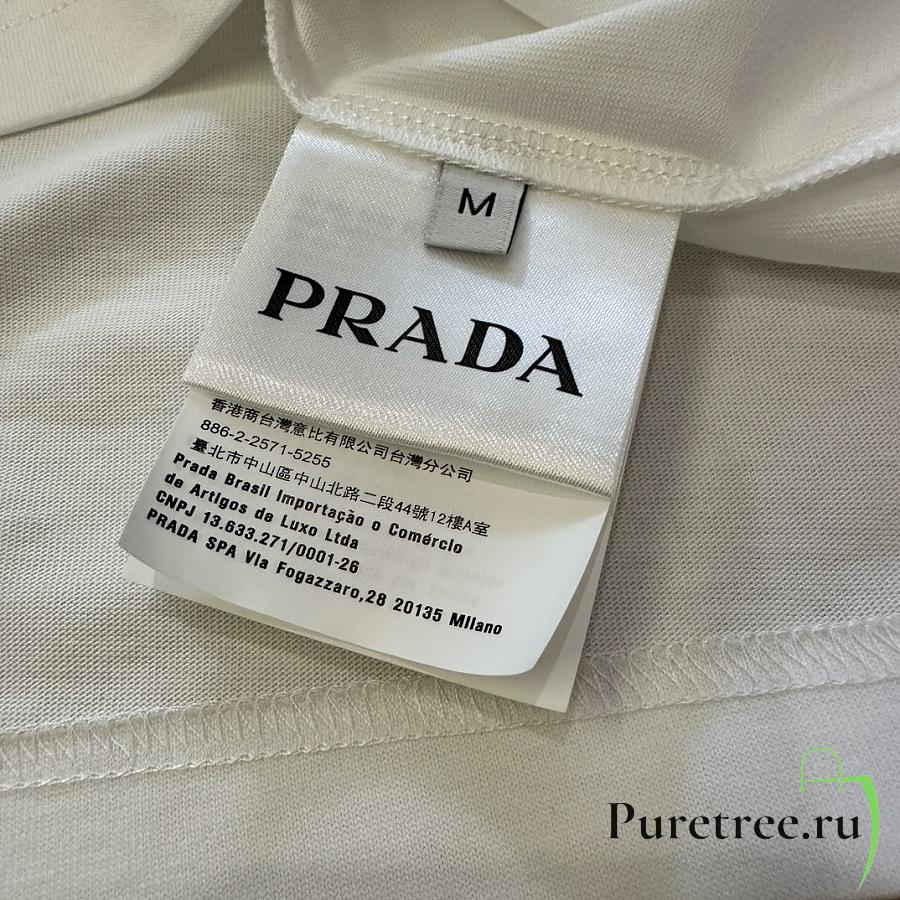 M
PRADA
香港商台灣意比有限公司台灣分公司
886-2-2571-5255
臺北市中山區中山北路二段44號12樓A室
Prada Brasil Importação o Comércio
de Artigos de Luxo Ltda
CNPJ 13.633.271/0001-26
PRADA SPA Via Fogazzaro,28 20135 Milano
Puretree.ru